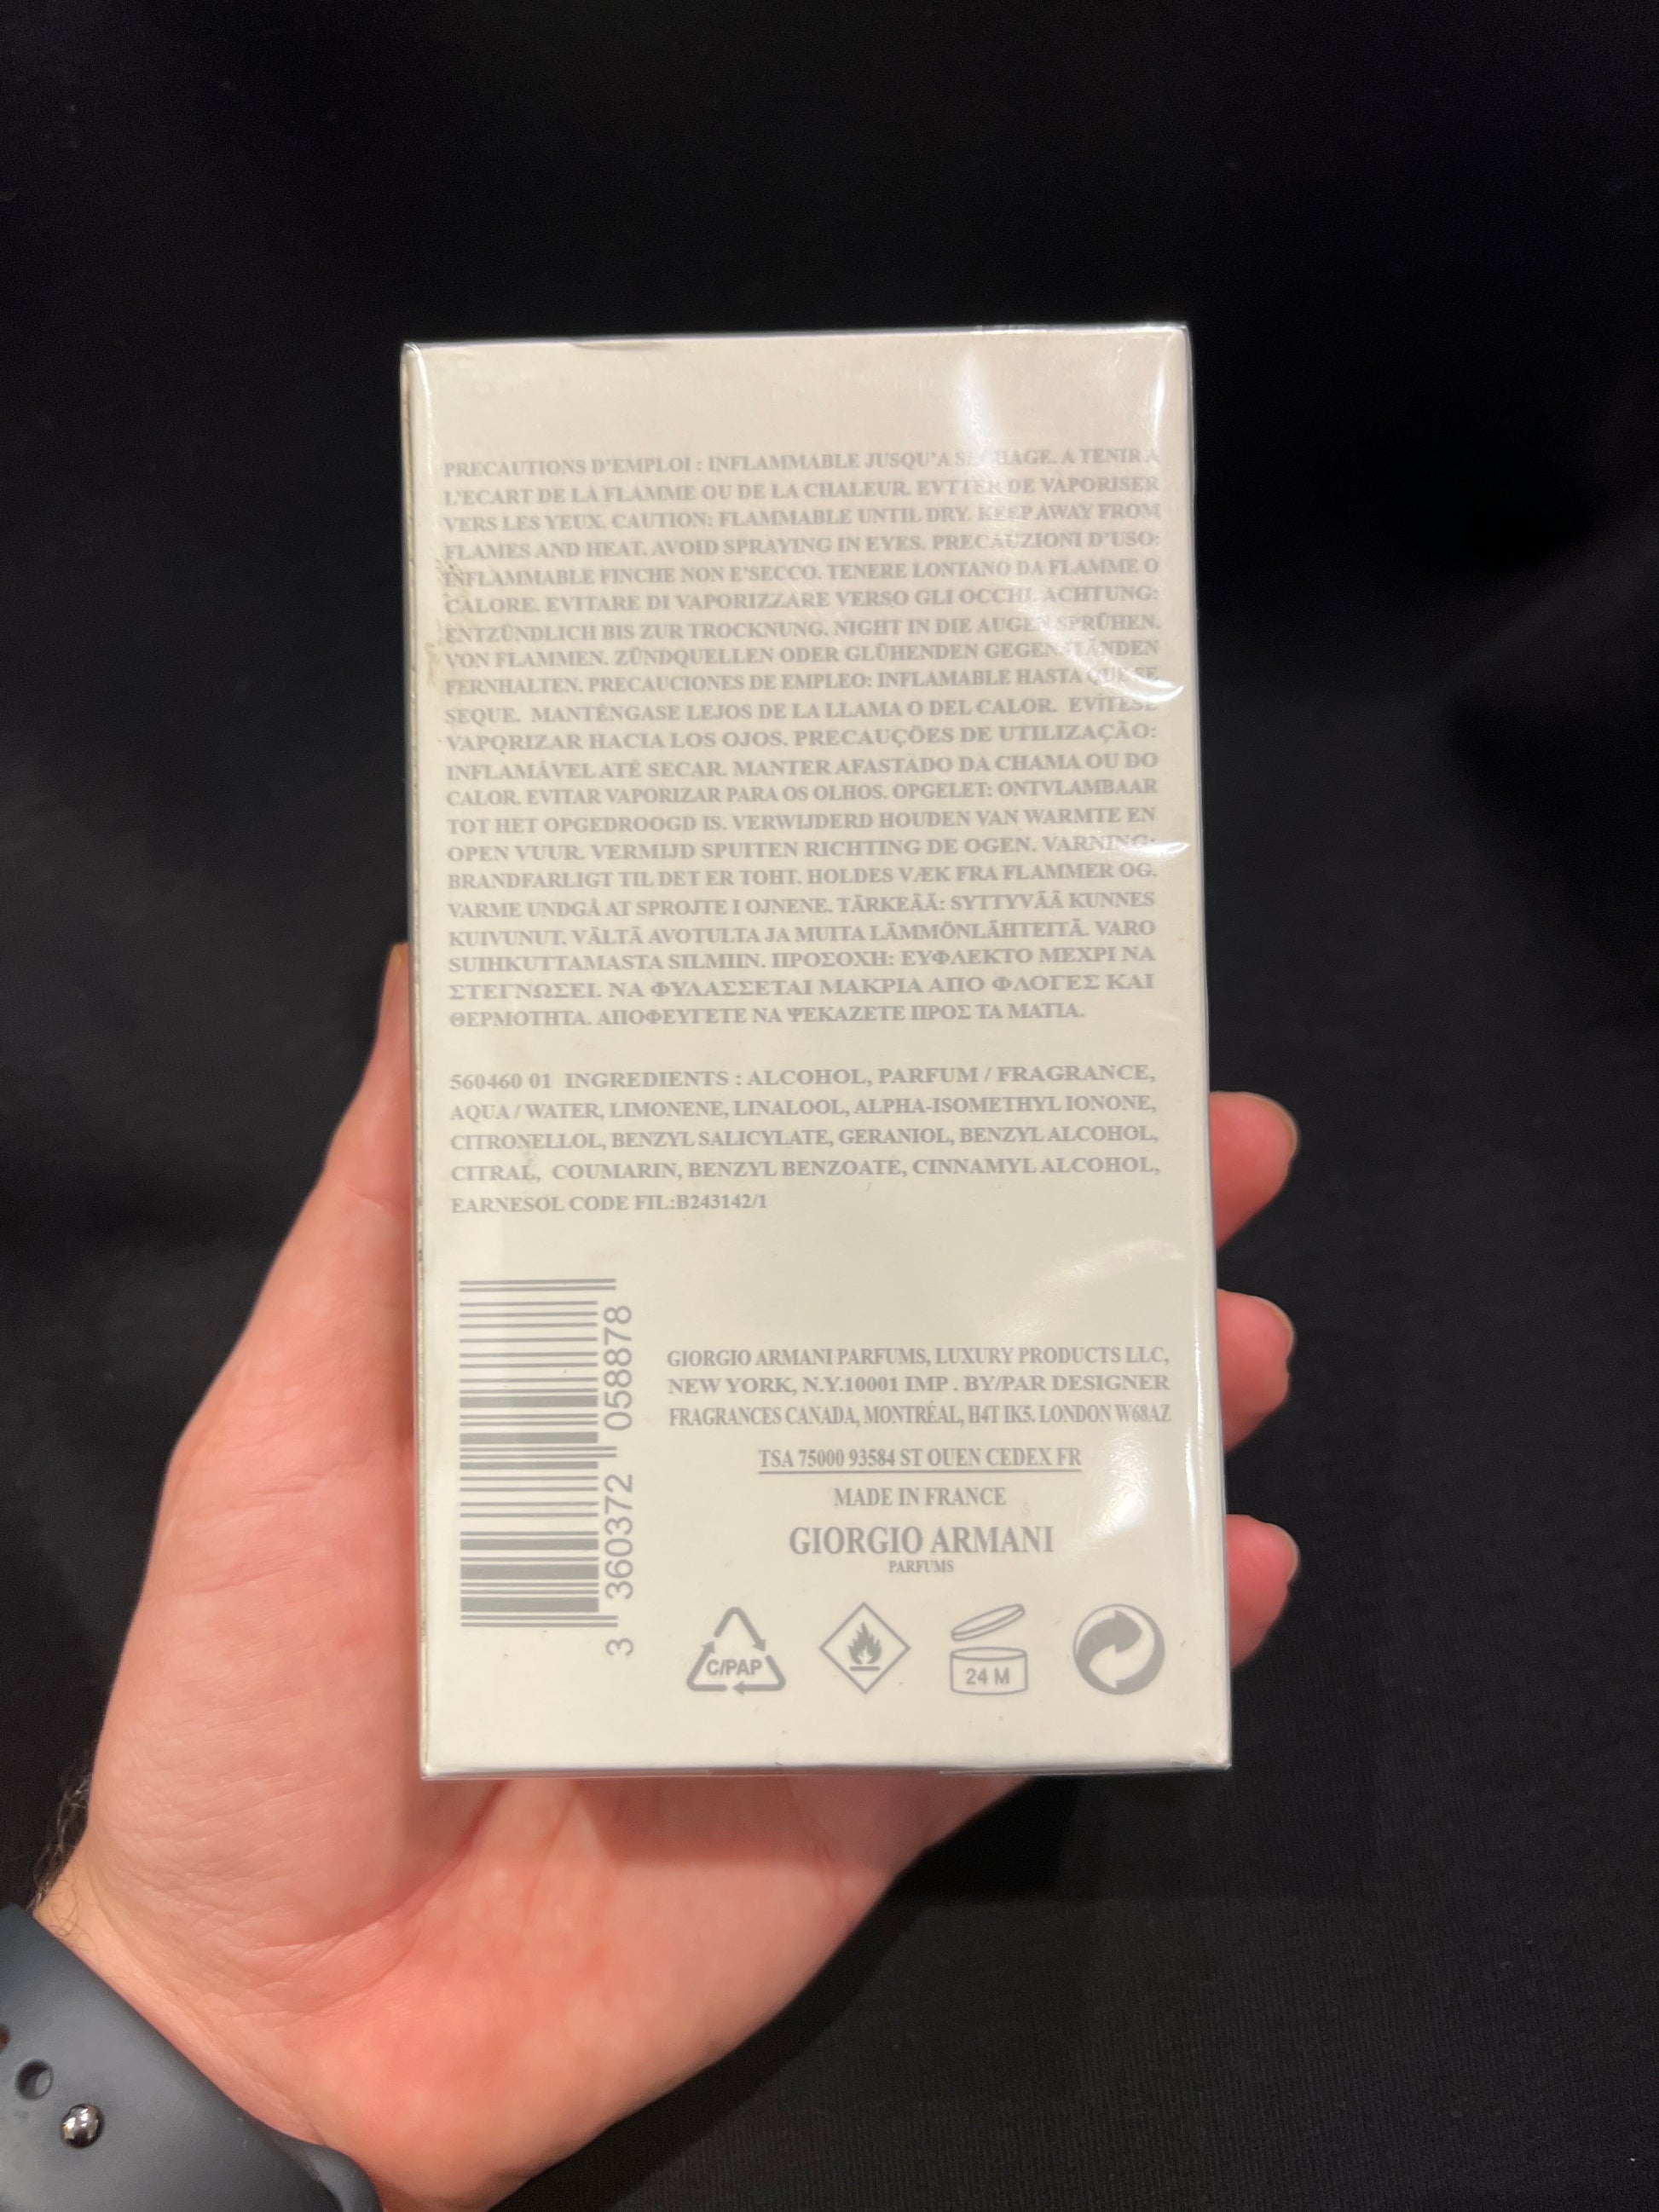 PRECAUTIONS D'EMPLOI : INFLAMMABLE JUSQU'A SECHAGE. A TENIR A
L'ECART DE LA FLAMME OU DE LA CHALEUR. EVTTER DE VAPORISER
VERS LES YEUX. CAUTION: FLAMMABLE UNTIL DRY. KEEP AWAY FROM
FLAMES AND HEAT. AVOID SPRAYING IN EYES. PRECAUZIONI D'USO:
INFLAMMABLE FINCHE NON E'SECCO. TENERE LONTANO DA FLAMME O
CALORE. EVITARE DI VAPORIZZARE VERSO GLI OCCHI. ACHTUNG:
ENTZÜNDLICH BIS ZUR TROCKNUNG. NIGHT IN DIE AUGEN SPRÜHEN.
VON FLAMMEN. ZÜNDQUELLEN ODER GLÜHENDEN GEGENSTÄNDEN
FERNHALTEN. PRECAUCIONES DE EMPLEO: INFLAMABLE HASTA QUE SE
SEQUE. MANTÉNGASE LEJOS DE LA LLAMA O DEL CALOR. EVÍTESE
VAPORIZAR HACIA LOS OJOS. PRECAUÇÕES DE UTILIZAÇÃO:
INFLAMÁVEL ATÉ SECAR. MANTER AFASTADO DA CHAMA OU DO
CALOR. EVITAR VAPORIZAR PARA OS OLHOS. OPGELET: ONTVLAMBAAR
TOT HET OPGEDROOGD IS. VERWIJDERD HOUDEN VAN WARMTE EN
OPEN VUUR. VERMIJD SPUITEN RICHTING DE OGEN. VARNING:
BRANDFARLIGT TIL DET ER TOHT. HOLDES VÆK FRA FLAMMER OG.
VARME UNDGÅ AT SPROJTE I OJNENE. TÄRKEÄÄ: SYTTYVÄÄ KUNNES
KUIVUNUT. VÄLTÄ AVOTULTA JA MUITA LÄMMÖNLÄHTEITÄ. VARO
SUIHKUTTAMASTA SILMIIN. ΠΡΟΣΟΧΗ: ΕΥΦΛΕΚΤΟ ΜΕΧΡΙ ΝΑ
ΣΤΕΓΝΩΣΕΙ. ΝΑ ΦΥΛΑΣΣΕΤΑΙ ΜΑΚΡΙΑ ΑΠΟ ΦΛΟΓΕΣ ΚΑΙ
ΘΕΡΜΟΤΗΤΑ. ΑΠΟΦΕΥΓΕΤΕ ΝΑ ΨΕΚΑΖΕΤΕ ΠΡΟΣ ΤΑ ΜΑΤΙΑ.
560460 01 INGREDIENTS : ALCOHOL, PARFUM / FRAGRANCE,
AQUA / WATER, LIMONENE, LINALOOL, ALPHA-ISOMETHYL IONONE,
CITRONELLOL, BENZYL SALICYLATE, GERANIOL, BENZYL ALCOHOL,
CITRAL, COUMARIN, BENZYL BENZOATE, CINNAMYL ALCOHOL,
EARNESOL CODE FIL:B243142/1
3 360372 058878
GIORGIO ARMANI PARFUMS, LUXURY PRODUCTS LLC,
NEW YORK, N.Y.10001 IMP . BY/PAR DESIGNER
FRAGRANCES CANADA, MONTRÉAL, H4T IK5. LONDON W68AZ
TSA 75000 93584 ST OUEN CEDEX FR
MADE IN FRANCE
GIORGIO ARMANI
PARFUMS
C/PAP
24 M